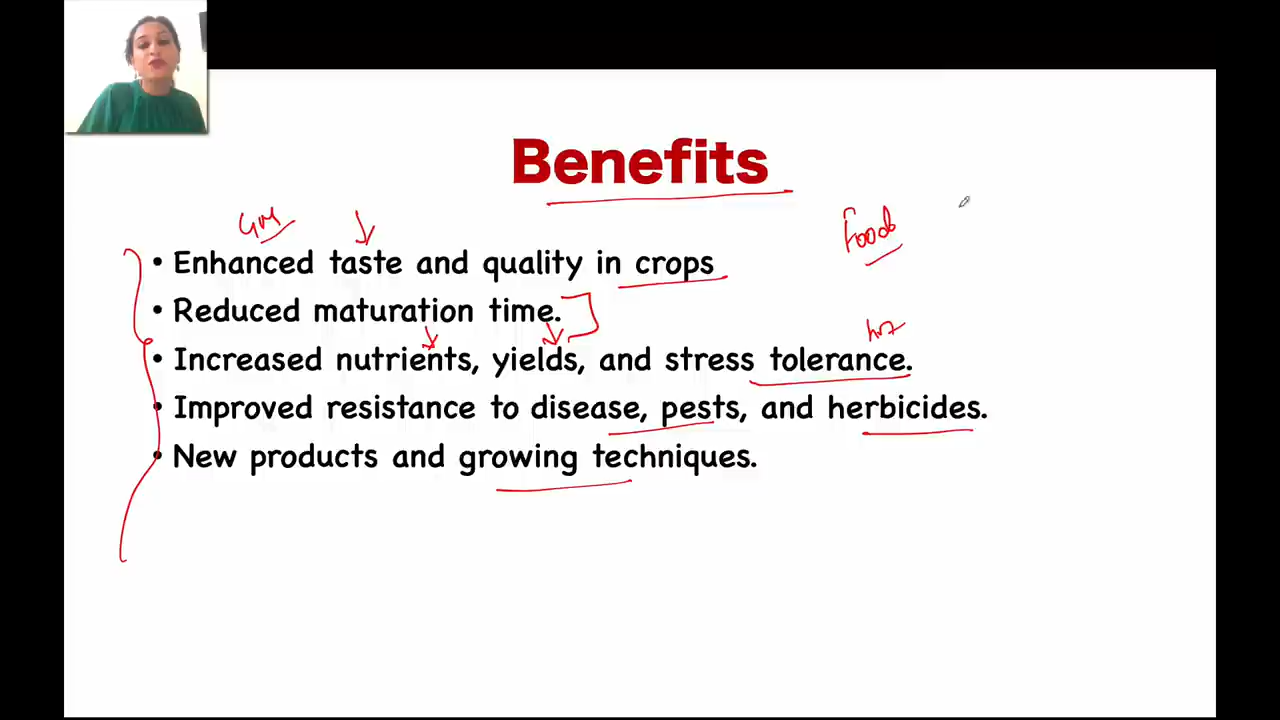 Benefits
Food
• Enhanced taste and quality in crops
• Reduced maturation time.
• Increased nutrients, yields, and stress tolerance.
• Improved resistance to disease, pests, and herbicides.
• New products and growing techniques.